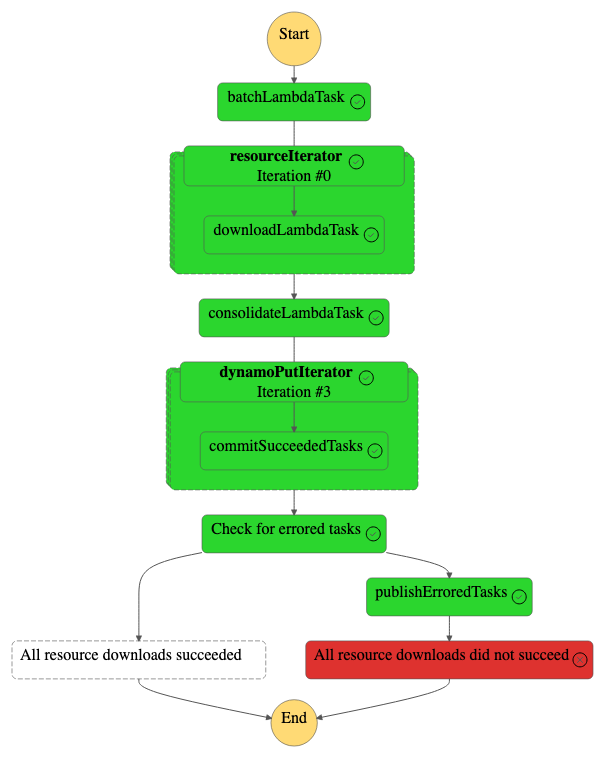 Start
batchLambdaTask
resourceIterator
Iteration #0
downloadLambdaTask
consolidateLambdaTask
dynamoPutIterator
Iteration #3
commitSucceededTasks
Check for errored tasks
publishErroredTasks
All resource downloads succeeded
All resource downloads did not succeed
End